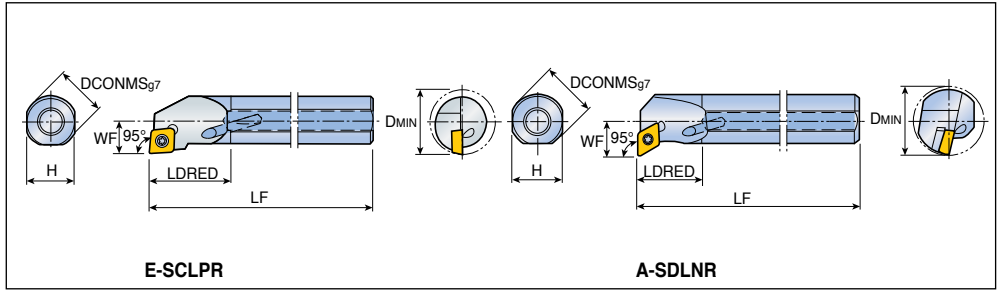 DCONMSg7
H
WF
95°
LDRED
LF
DMIN
E-SCLPR
DCONMSg7
H
WF
95°
LDRED
LF
DMIN
A-SDLNR